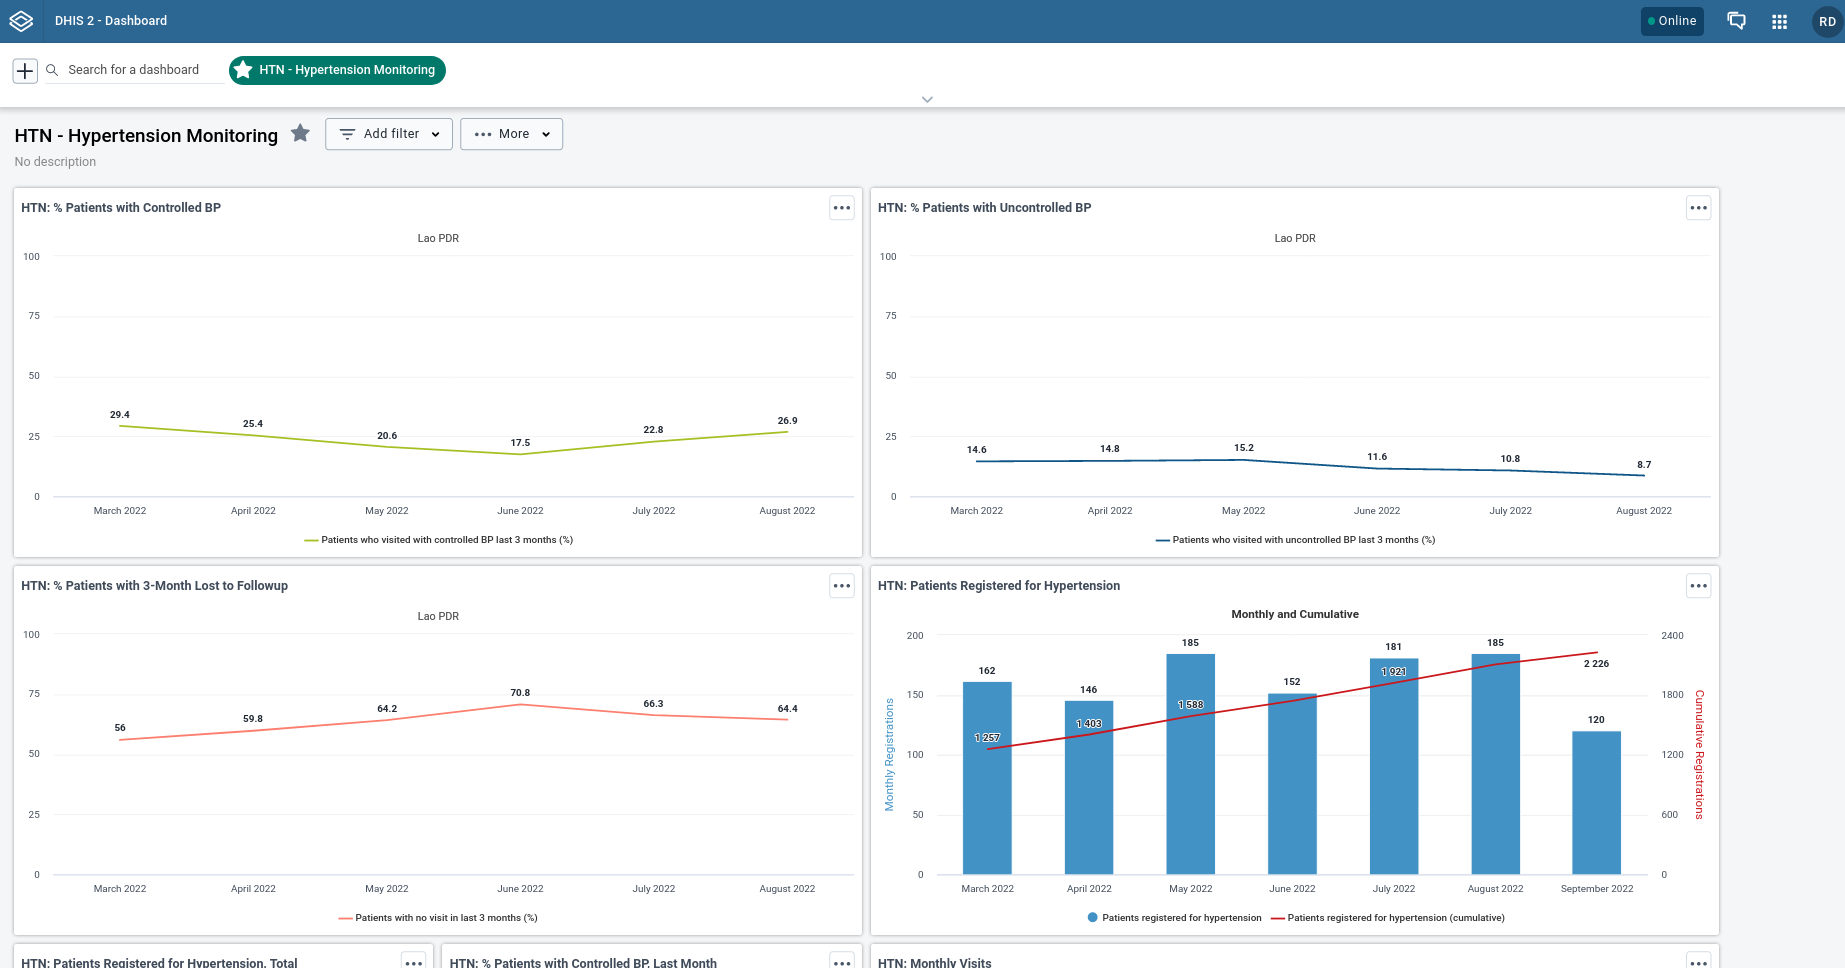 DHIS 2 - Dashboard
Online
RD
Search for a dashboard
HTN - Hypertension Monitoring
HTN - Hypertension Monitoring
Add filter
More
No description
HTN: % Patients with Controlled BP
Lao PDR
100
75
50
25
0
29.4
25.4
20.6
17.5
22.8
26.9
March 2022
April 2022
May 2022
June 2022
July 2022
August 2022
Patients who visited with controlled BP last 3 months (%)
HTN: % Patients with Uncontrolled BP
Lao PDR
100
75
50
25
0
14.6
14.8
15.2
11.6
10.8
8.7
March 2022
April 2022
May 2022
June 2022
July 2022
August 2022
Patients who visited with uncontrolled BP last 3 months (%)
HTN: % Patients with 3-Month Lost to Followup
Lao PDR
100
75
50
25
0
56
59.8
64.2
70.8
66.3
64.4
March 2022
April 2022
May 2022
June 2022
July 2022
August 2022
Patients with no visit in last 3 months (%)
HTN: Patients Registered for Hypertension
Monthly and Cumulative
Monthly Registrations
200
150
100
50
0
162
146
185
152
181
185
120
1 257
1 403
1 588
1 921
2 226
2400
1800
1200
600
0
Cumulative Registrations
March 2022
April 2022
May 2022
June 2022
July 2022
August 2022
September 2022
Patients registered for hypertension
Patients registered for hypertension (cumulative)
HTN: Patients Registered for Hypertension, Total
HTN: % Patients with Controlled BP, Last Month
HTN: Monthly Visits